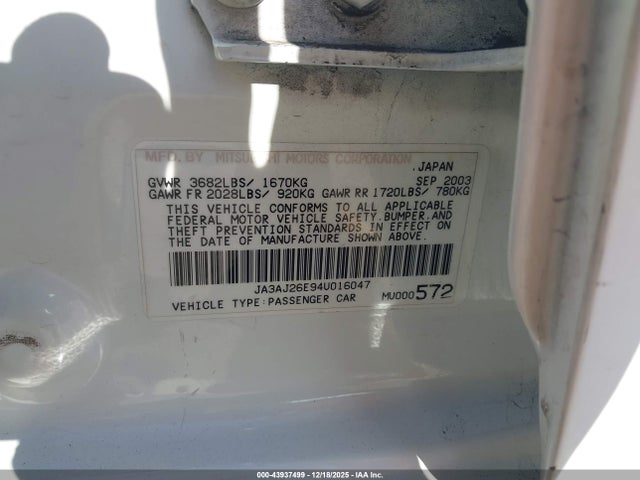 MFD. BY MITSUBISHI MOTORS CORPORATION
.JAPAN
GVWR 3682LBS/ 1670KG SEP 2003
GAWR FR 2028LBS/ 920KG GAWR RR 1720LBS/ 780KG
THIS VEHICLE CONFORMS TO ALL APPLICABLE
FEDERAL MOTOR VEHICLE SAFETY.BUMPER.AND
THEFT PREVENTION STANDARDS IN EFFECT ON
THE DATE OF MANUFACTURE SHOWN ABOVE.
JA3AJ26E94U016047
VEHICLE TYPE:PASSENGER CAR MU000572
000-43937499 - 12/18/2025 - IAA Inc.